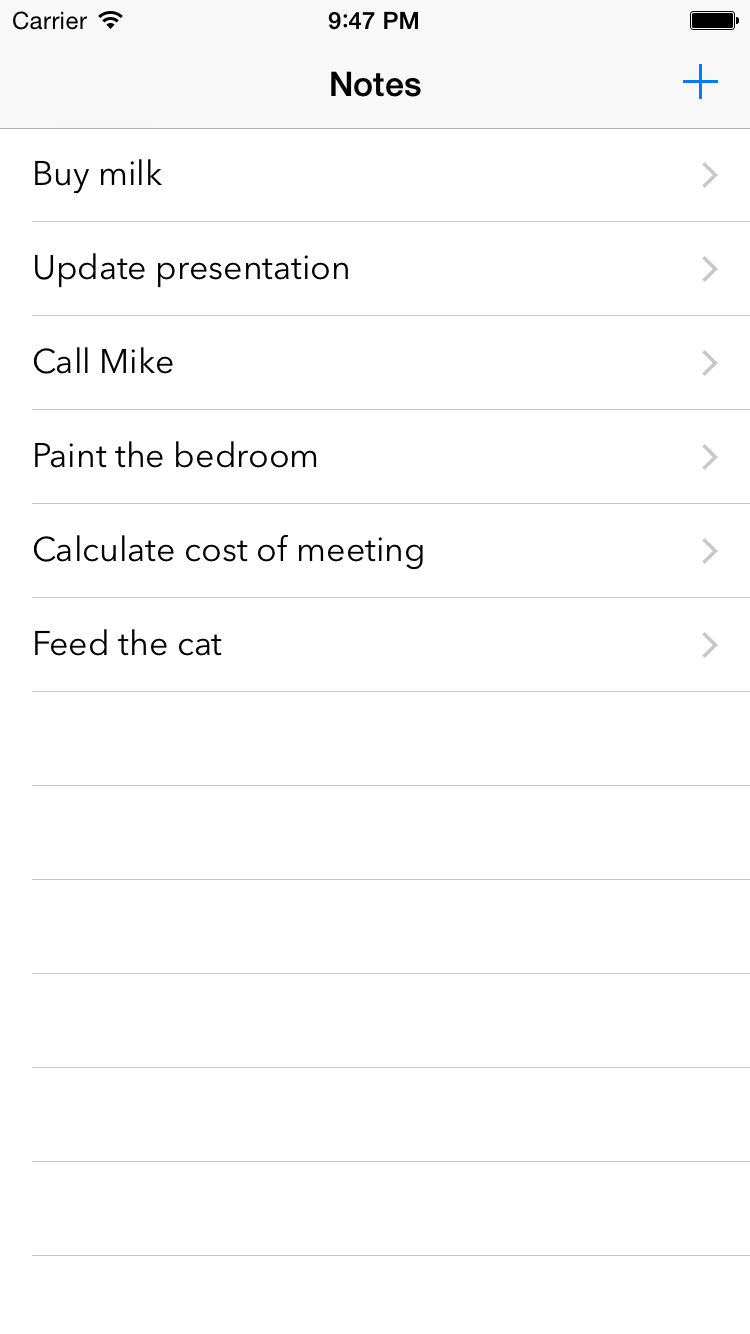 Carrier 9:47 PM
Notes
Buy milk
Update presentation
Call Mike
Paint the bedroom
Calculate cost of meeting
Feed the cat